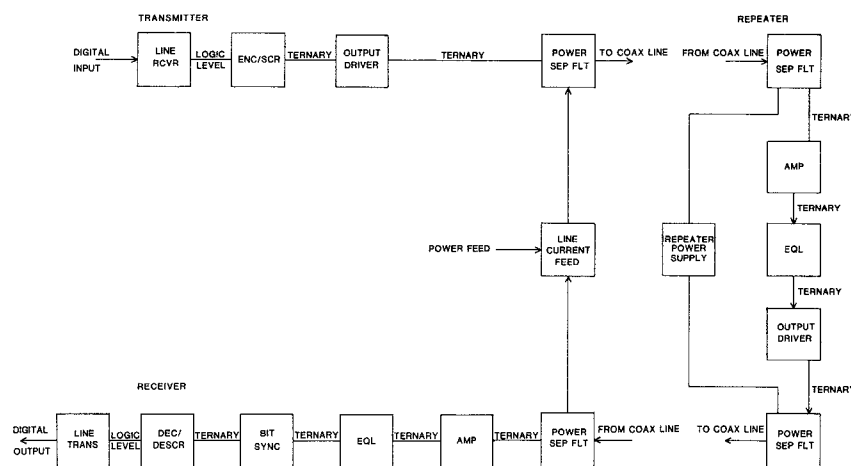 TRANSMITTER
REPEATER
DIGITAL
INPUT
LINE
RCVR
LOGIC
LEVEL
ENC/SCR
TERNARY
OUTPUT
DRIVER
TERNARY
POWER
SEP FLT
TO COAX LINE
FROM COAX LINE
POWER
SEP FLT
TERNARY
AMP
TERNARY
POWER FEED
LINE
CURRENT
FEED
REPEATER
POWER
SUPPLY
EQL
TERNARY
OUTPUT
DRIVER
TERNARY
RECEIVER
DIGITAL
OUTPUT
LINE
TRANS
LOGIC
LEVEL
DEC/
DESCR
TERNARY
BIT
SYNC
TERNARY
EQL
TERNARY
AMP
TERNARY
POWER
SEP FLT
FROM COAX LINE
TO COAX LINE
POWER
SEP FLT